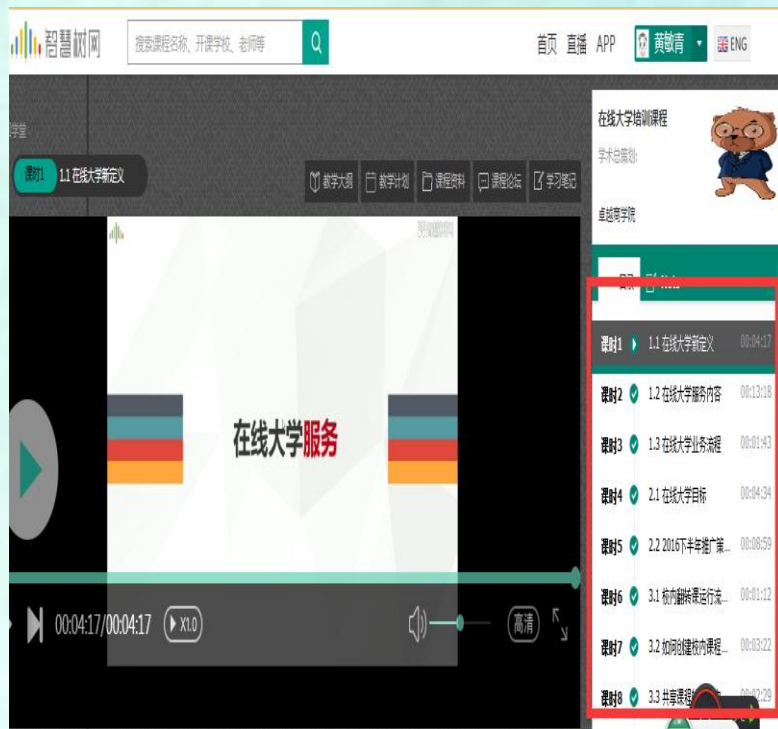 智慧树网
搜索课程名称、开课学校、老师等
首页 直播 APP 黄敏青 ENG
学堂
课时1 1.1 在线大学新定义
教学大纲 教学计划 课程资料 课程论坛 学习笔记
在线大学培训课程
学术总策划:
卓越商学院
在线大学服务
课时1 1.1 在线大学新定义 00:04:17
课时2 1.2 在线大学服务内容 00:13:18
课时3 1.3 在线大学业务流程 00:01:43
课时4 2.1 在线大学目标 00:04:34
课时5 2.2 2016下半年推广策... 00:08:59
课时6 3.1 校内翻转课运行流... 00:01:12
课时7 3.2 如何创建校内课程... 00:03:22
课时8 3.3 共享课程 00:02:29
00:04:17/00:04:17 X1.0 高清